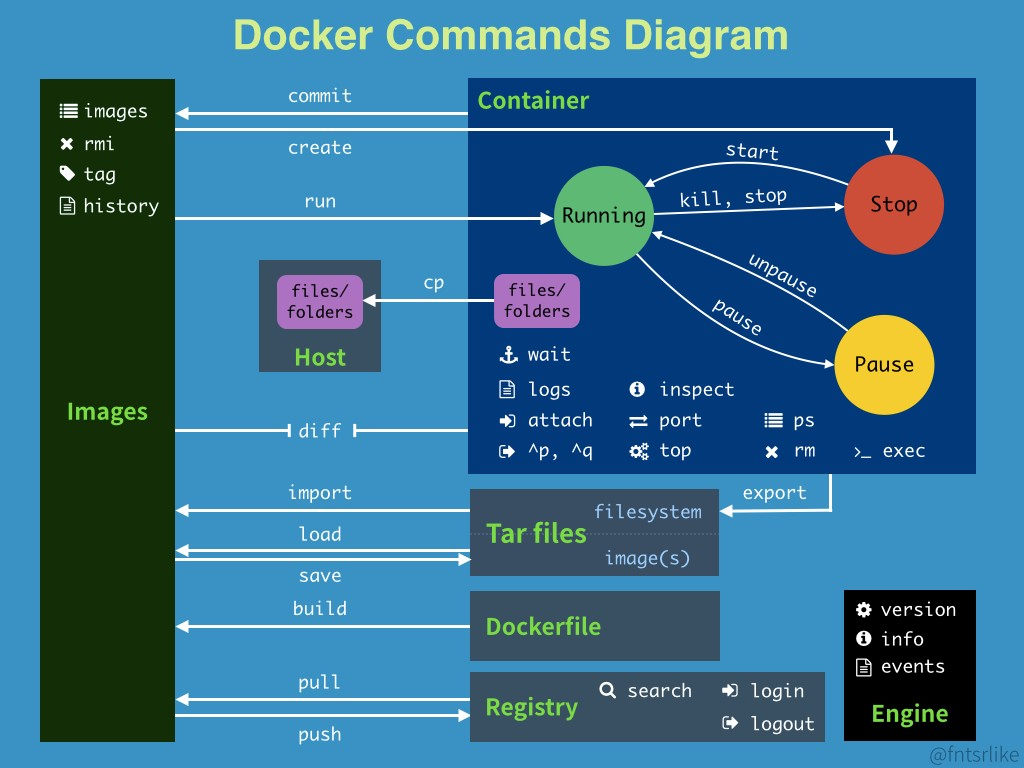 Docker Commands Diagram
images
rmi
tag
history
Images
commit
create
run
cp
files/
folders
Host
diff
import
load
save
build
pull
push
Container
Running
start
kill, stop
Stop
unpause
pause
Pause
files/
folders
wait
logs
inspect
attach
port
ps
^p, ^q
top
rm
>_ exec
export
Tar files
filesystem
image(s)
Dockerfile
Registry
search
login
logout
version
info
events
Engine
@fntsrlike